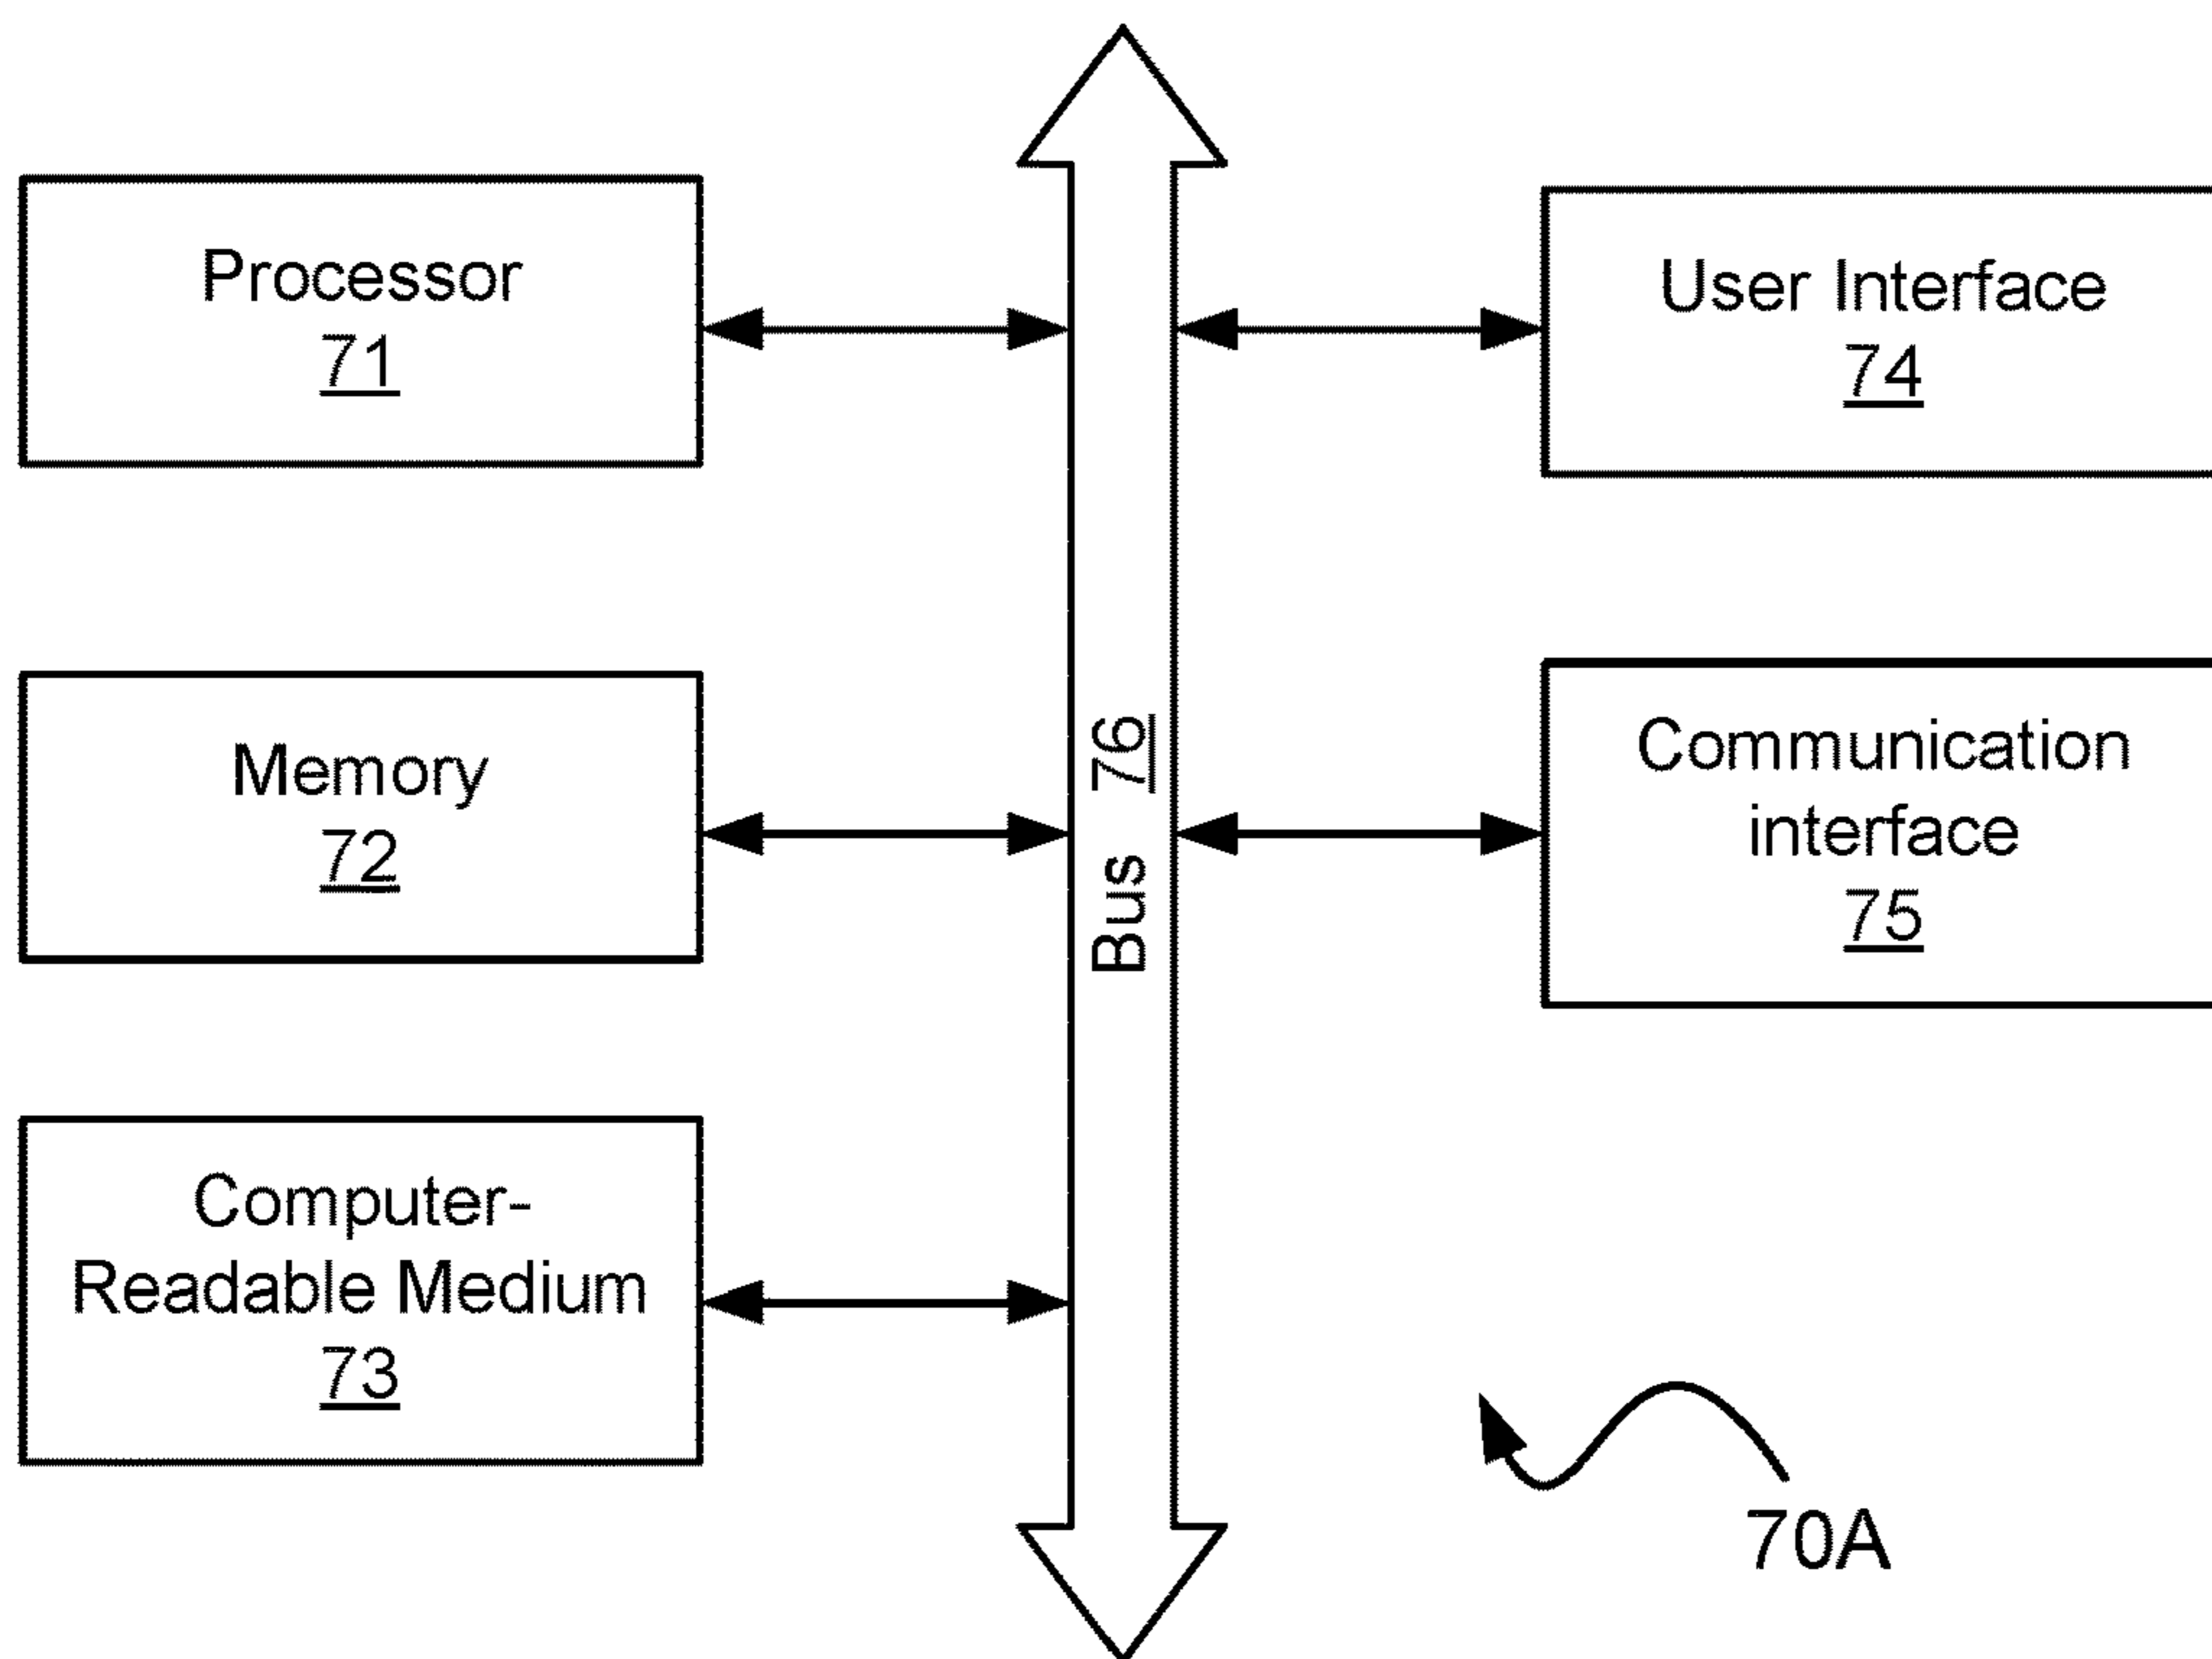 Processor
71
Memory
72
Computer-
Readable Medium
73
Bus 76
User Interface
74
Communication
interface
75
70A